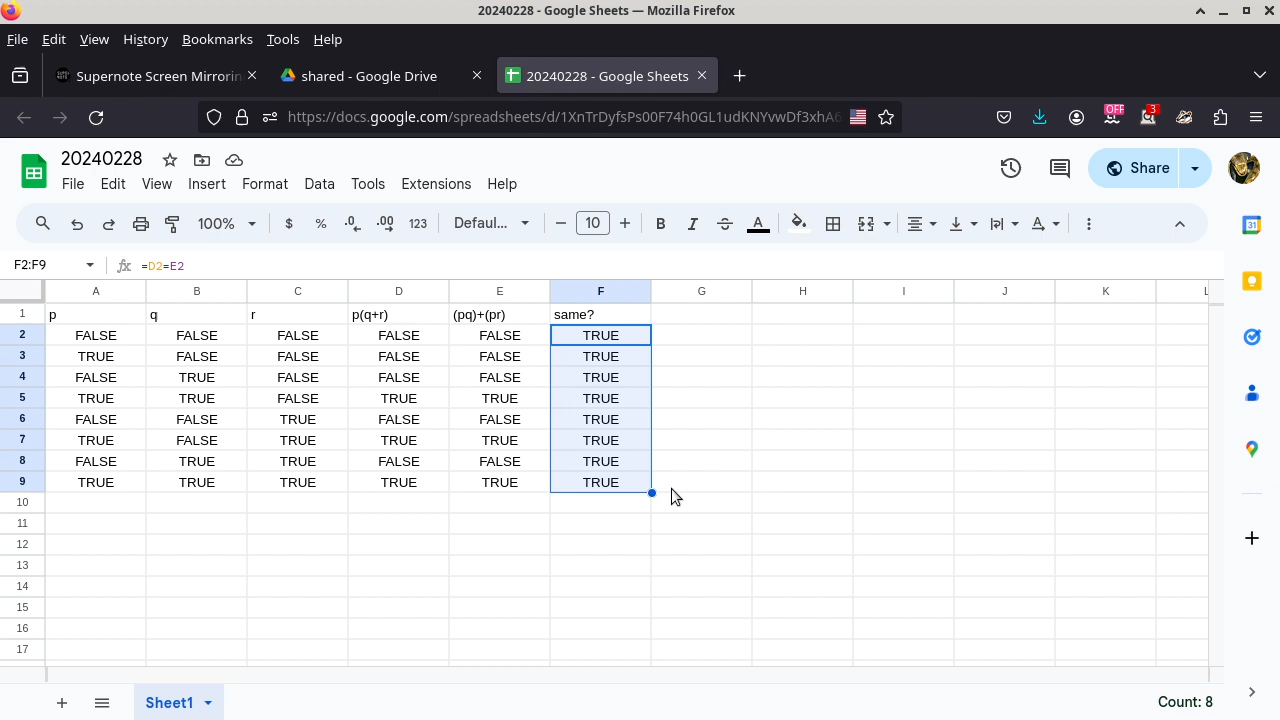 20240228 - Google Sheets — Mozilla Firefox
File Edit View History Bookmarks Tools Help
Supernote Screen Mirrorin
shared - Google Drive
20240228 - Google Sheets
https://docs.google.com/spreadsheets/d/1XnTrDyfsPs00F74h0GL1udKNYvwDf3xhA6
OFF
3
20240228
File Edit View Insert Format Data Tools Extensions Help
Share
100% $ % .0 .00 123 Defaul... 10 B I A
F2:F9 fx =D2=E2
A B C D E F G H I J K L
1 p q r p(q+r) (pq)+(pr) same?
2 FALSE FALSE FALSE FALSE FALSE TRUE
3 TRUE FALSE FALSE FALSE FALSE TRUE
4 FALSE TRUE FALSE FALSE FALSE TRUE
5 TRUE TRUE FALSE TRUE TRUE TRUE
6 FALSE FALSE TRUE FALSE FALSE TRUE
7 TRUE FALSE TRUE TRUE TRUE TRUE
8 FALSE TRUE TRUE FALSE FALSE TRUE
9 TRUE TRUE TRUE TRUE TRUE TRUE
10
11
12
13
14
15
16
17
Sheet1
Count: 8
31